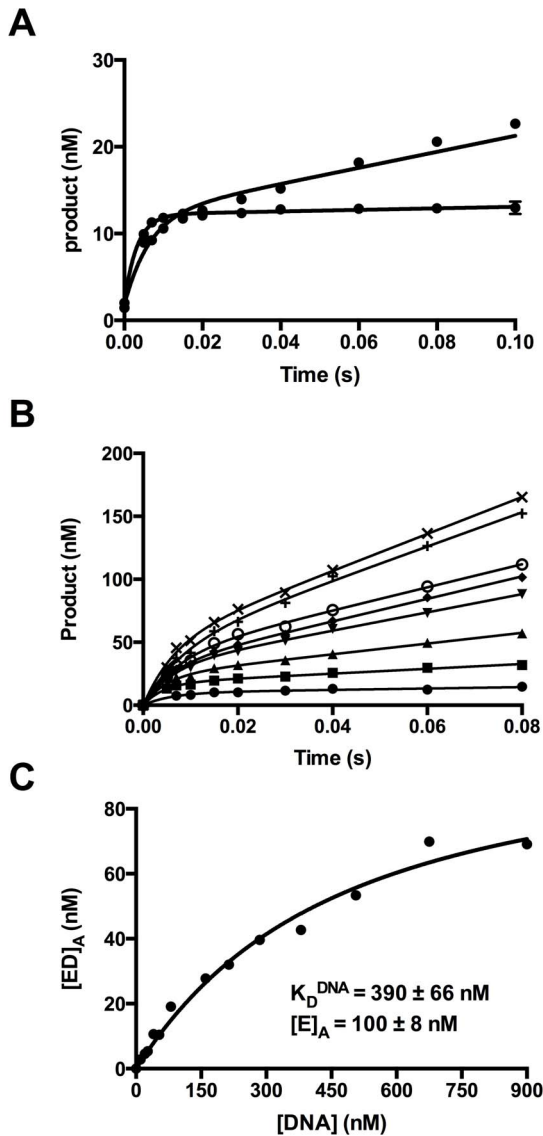 A
30
20
10
0
product (nM)
0.00 0.02 0.04 0.06 0.08 0.10
Time (s)
B
200
150
100
50
0
Product (nM)
0.00 0.02 0.04 0.06 0.08
Time (s)
C
80
60
40
20
0
[ED]A (nM)
KD^DNA = 390 ± 66 nM
[E]A = 100 ± 8 nM
0 150 300 450 600 750 900
[DNA] (nM)